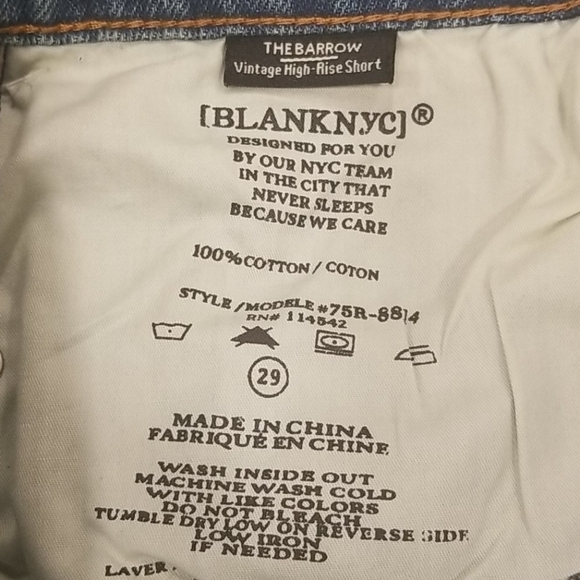 THE BARROW
Vintage High-Rise Short
[BLANKNYC]®
DESIGNED FOR YOU
BY OUR NYC TEAM
IN THE CITY THAT
NEVER SLEEPS
BECAUSE WE CARE
100% COTTON / COTON
STYLE / MODELE #75R-8814
RN# 114542
29
MADE IN CHINA
FABRIQUÉ EN CHINE
WASH INSIDE OUT
MACHINE WASH COLD
WITH LIKE COLORS
DO NOT BLEACH
TUMBLE DRY LOW ON REVERSE SIDE
LOW IRON
IF NEEDED
LAVER